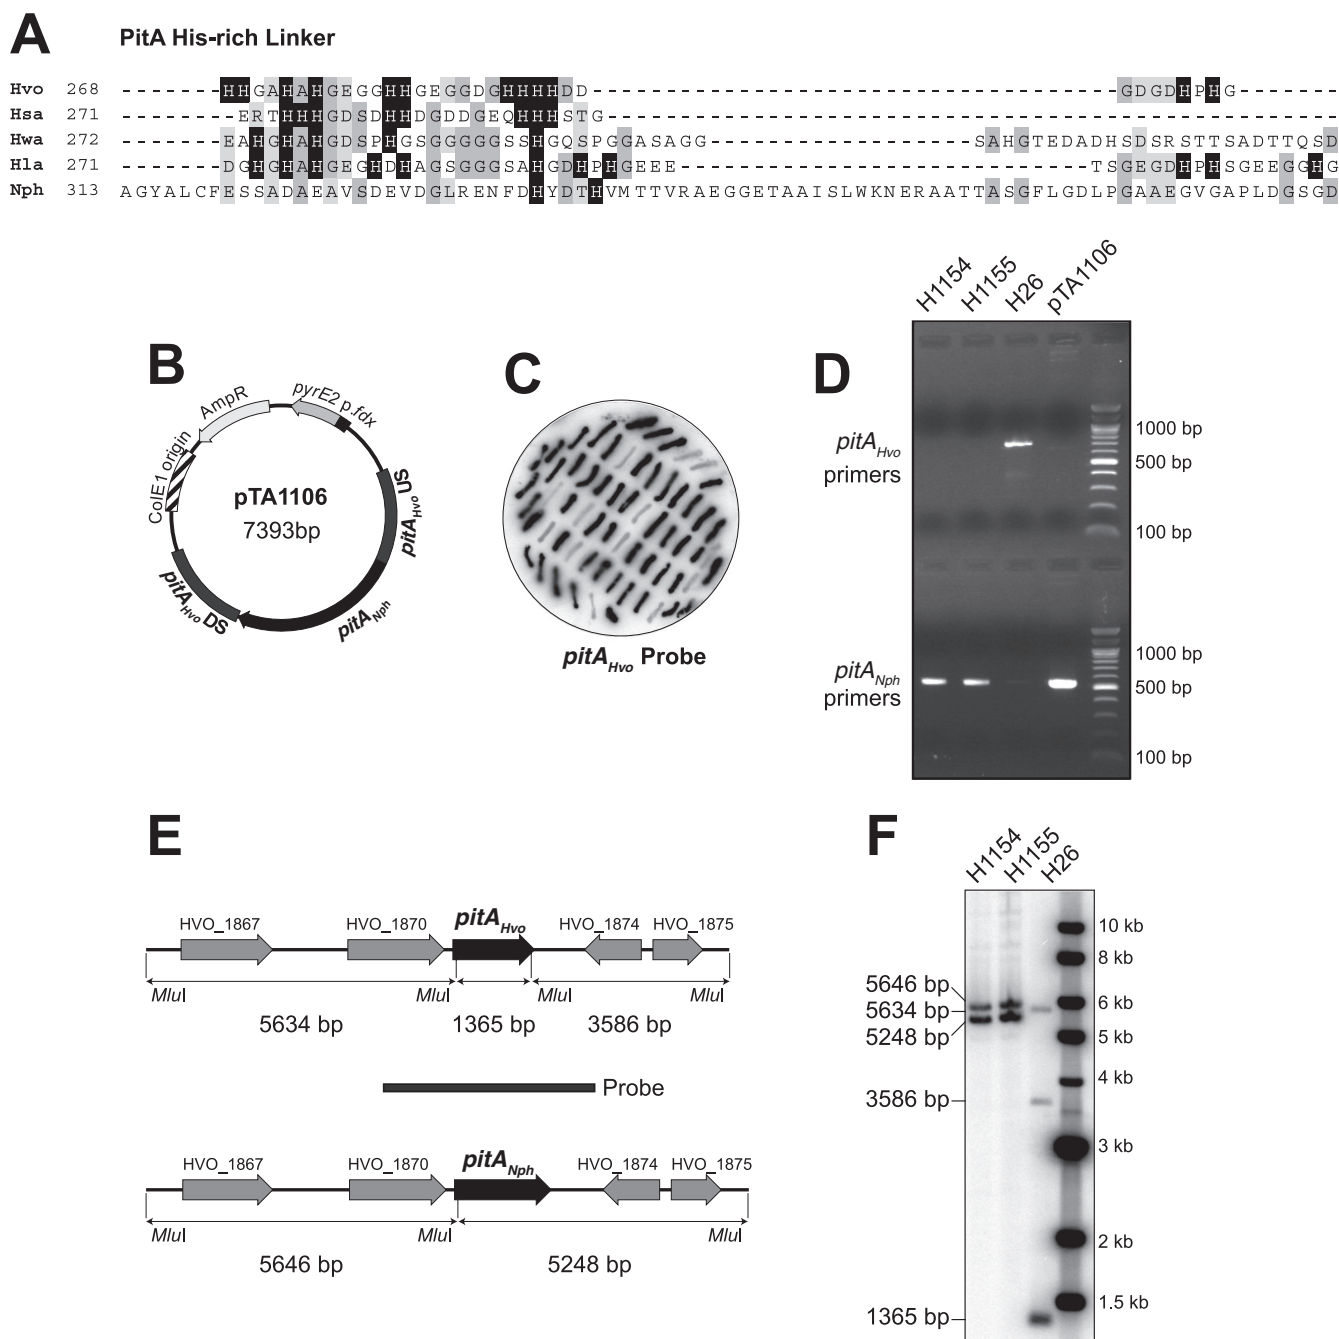 A PitA His-rich Linker
Hvo 268 - - - - - - - HHGAHAHGEGGHHGEGGDGHHHHDD - - - - - - - - - - - - - - - - - - - - - - - - - - - - - - - - - - - - GDGDHPHG - - - - - - -
Hsa 271 - - - - - - - - ERTHHHHGDSDHHDGDDGEQHHHSTG - - - - - - - - - - - - - - - - - - - - - - - - - - - - - - - - - - - - - - - - - - - - - - - - - -
Hwa 272 - - - - - - - EAHGHAHGDSPHGSGGGGGSSHGQSPGGASAGG - - - - - - - - - - - - - - - - - - SAHGTEDADHSDSRSTTSADTTQSD
Hla 271 - - - - - - - DGHGHAHGEGHDHAGSGGGGSAHGDHPHGEEE - - - - - - - - - - - - - - - - - - - - - - - - - - - - TSGEGDHPHSGEEGGHG
Nph 313 AGYALCFESSADAEAVSDEVDGLRENFDHYDTHVMTTVRAEGGETAAISLWKNERAATTASGFLGDLPGAAEGVGAPLDGSGD
B
AmpR
pyrE2 p.fdx
ColE1 origin
pTA1106
7393bp
pitAHvo US
pitANph
pitAHvo DS
C
pitAHvo Probe
D
H1154 H1155 H26 pTA1106
pitAHvo
primers
1000 bp
500 bp
100 bp
pitANph
primers
1000 bp
500 bp
100 bp
E
HVO_1867 HVO_1870 pitAHvo HVO_1874 HVO_1875
MluI MluI MluI MluI
5634 bp 1365 bp 3586 bp
Probe
HVO_1867 HVO_1870 pitANph HVO_1874 HVO_1875
MluI MluI MluI
5646 bp 5248 bp
F
H1154 H1155 H26
5646 bp
5634 bp
5248 bp
3586 bp
1365 bp
10 kb
8 kb
6 kb
5 kb
4 kb
3 kb
2 kb
1.5 kb